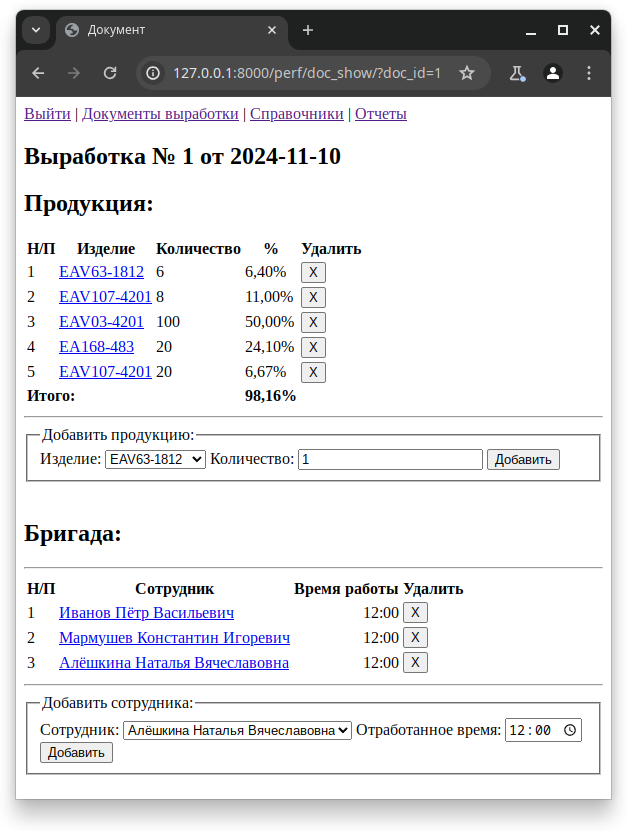 Документ
127.0.0.1:8000/perf/doc_show/?doc_id=1
Выйти | Документы выработки | Справочники | Отчеты
Выработка № 1 от 2024-11-10
Продукция:
Н/П Изделие Количество % Удалить
1 EAV63-1812 6 6,40% X
2 EAV107-4201 8 11,00% X
3 EAV03-4201 100 50,00% X
4 EA168-483 20 24,10% X
5 EAV107-4201 20 6,67% X
Итого: 98,16%
Добавить продукцию:
Изделие: EAV63-1812 Количество: 1 Добавить
Бригада:
Н/П Сотрудник Время работы Удалить
1 Иванов Пётр Васильевич 12:00 X
2 Мармушев Константин Игоревич 12:00 X
3 Алёшкина Наталья Вячеславовна 12:00 X
Добавить сотрудника:
Сотрудник: Алёшкина Наталья Вячеславовна Отработанное время: 12:00
Добавить